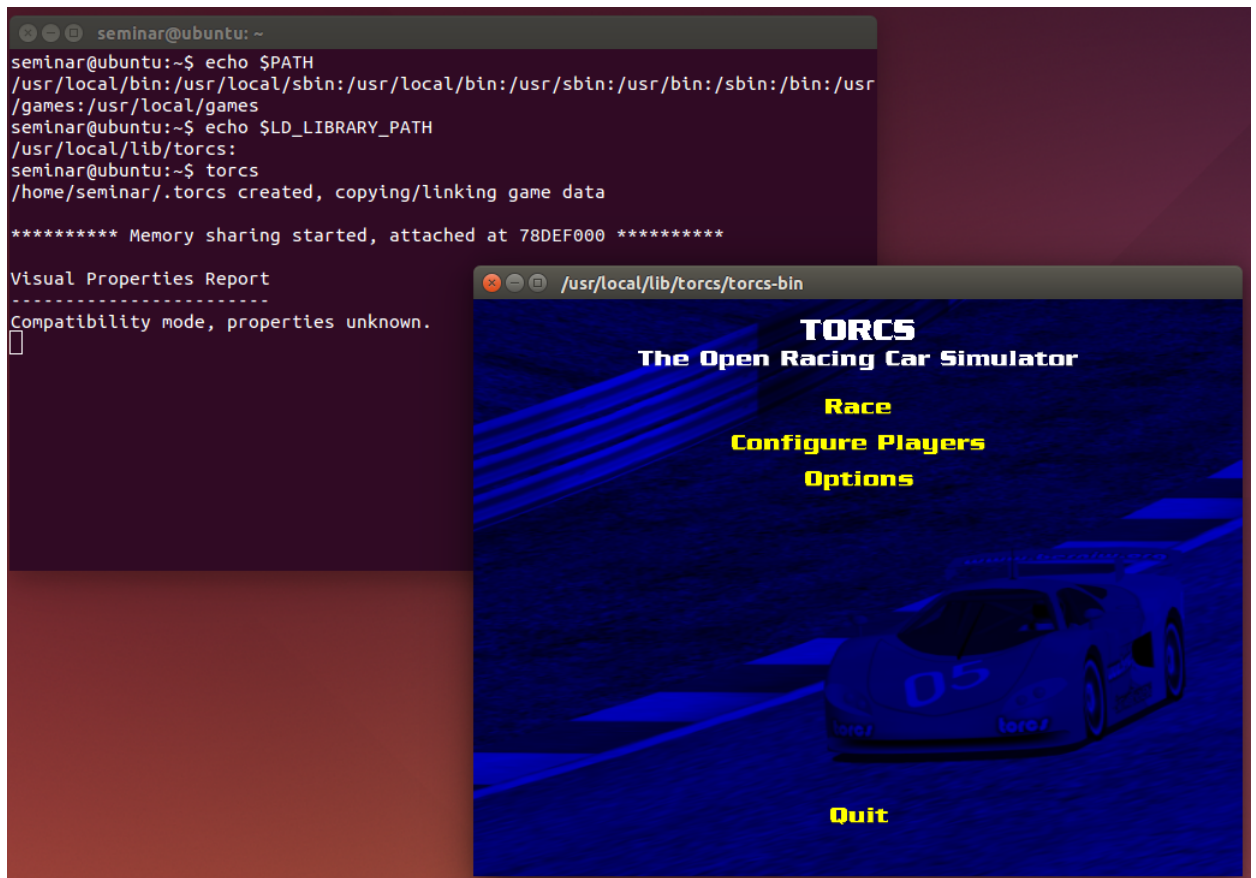 seminar@ubuntu: ~
seminar@ubuntu:~$ echo $PATH
/usr/local/bin:/usr/local/sbin:/usr/local/bin:/usr/sbin:/usr/bin:/sbin:/bin:/usr
/games:/usr/local/games
seminar@ubuntu:~$ echo $LD_LIBRARY_PATH
/usr/local/lib/torcs:
seminar@ubuntu:~$ torcs
/home/seminar/.torcs created, copying/linking game data
********** Memory sharing started, attached at 78DEF000 **********
Visual Properties Report
------------------------
Compatibility mode, properties unknown.
/usr/local/lib/torcs/torcs-bin
TORCS
The Open Racing Car Simulator
Race
Configure Players
Options
05
torcs
torcs
Quit